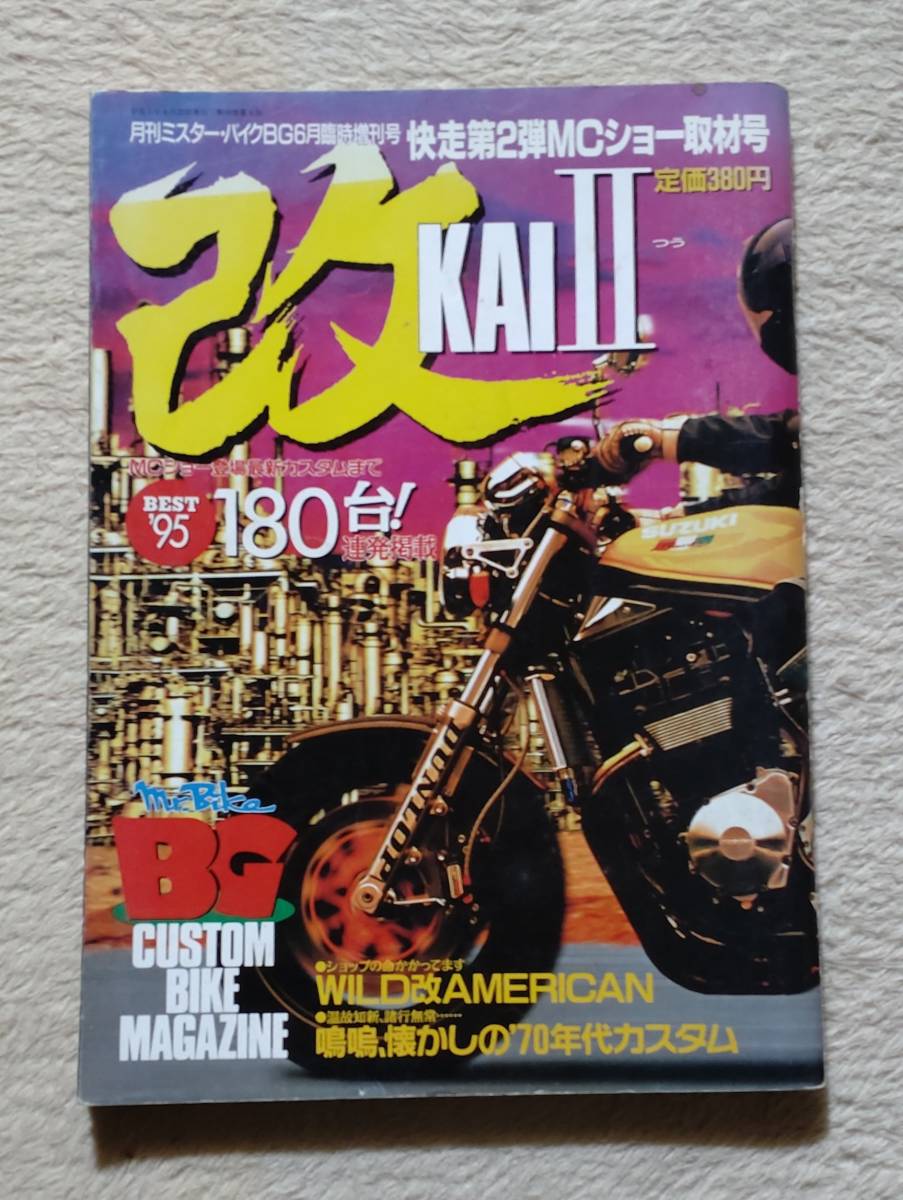 月刊ミスター・バイクBG6月臨時増刊号
快走第2弾MCショー取材号
定価380円
改
KAI II
つう
MCショー登場最新カスタムまで
BEST '95
180台!
連発掲載
SUZUKI
DUNLOP
Mr.Bike
BG
CUSTOM
BIKE
MAGAZINE
●ショップの命かかってます
WILD改AMERICAN
●温故知新、諸行無常……
嗚嗚、懐かしの'70年代カスタム